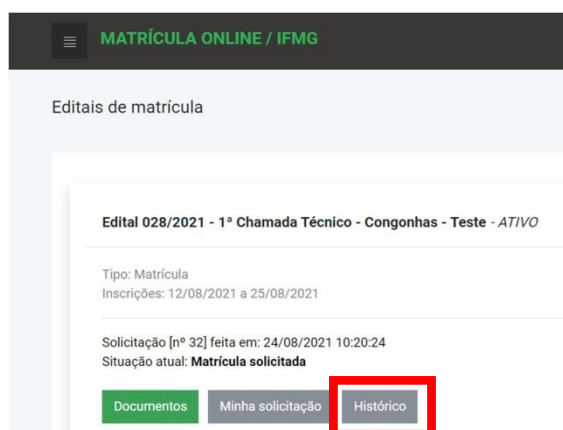 MATRÍCULA ONLINE / IFMG
Editais de matrícula
Edital 028/2021 - 1ª Chamada Técnico - Congonhas - Teste - ATIVO
Tipo: Matrícula
Inscrições: 12/08/2021 a 25/08/2021
Solicitação [nº 32] feita em: 24/08/2021 10:20:24
Situação atual: Matrícula solicitada
Documentos Minha solicitação Histórico